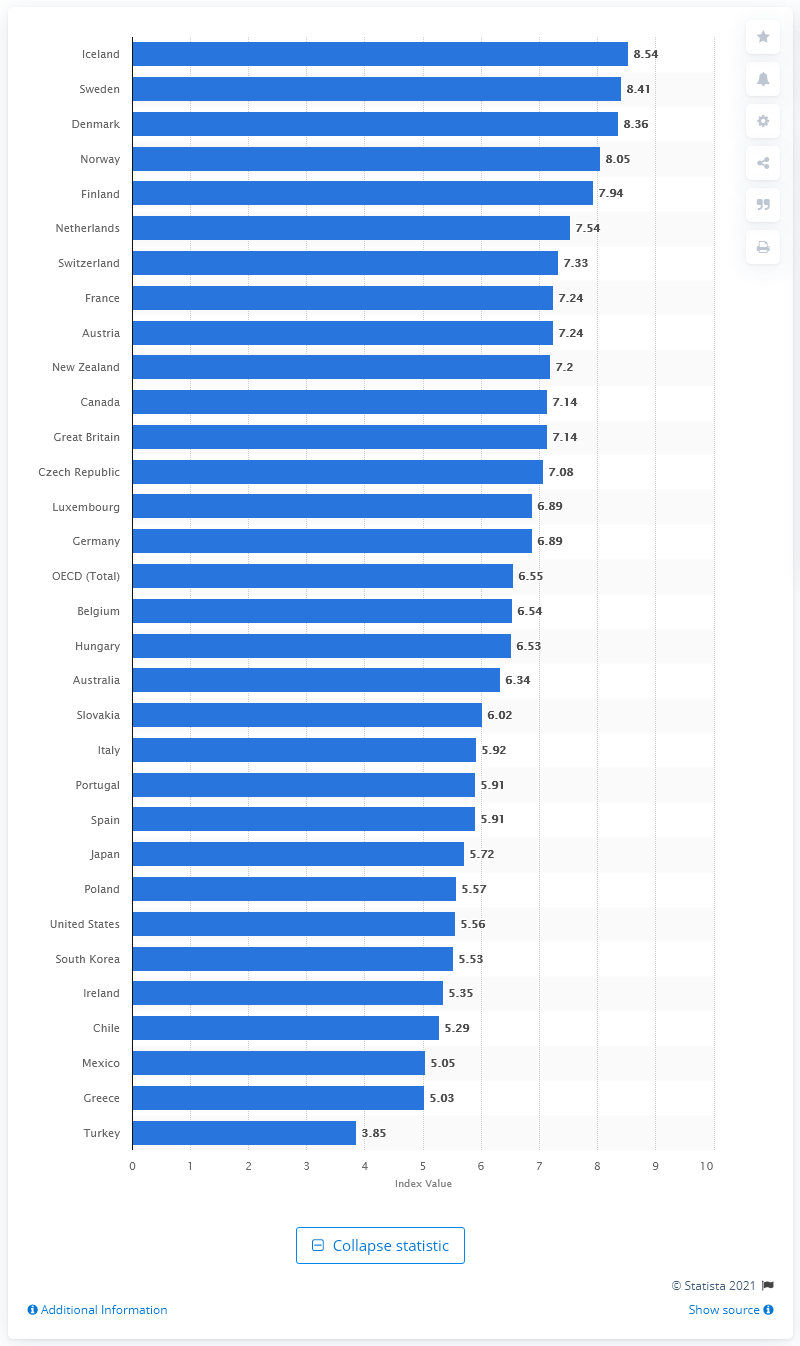 Iceland 8.54
Sweden 8.41
Denmark 8.36
Norway 8.05
Finland 7.94
Netherlands 7.54
Switzerland 7.33
France 7.24
Austria 7.24
New Zealand 7.2
Canada 7.14
Great Britain 7.14
Czech Republic 7.08
Luxembourg 6.89
Germany 6.89
OECD (Total) 6.55
Belgium 6.54
Hungary 6.53
Australia 6.34
Slovakia 6.02
Italy 5.92
Portugal 5.91
Spain 5.91
Japan 5.72
Poland 5.57
United States 5.56
South Korea 5.53
Ireland 5.35
Chile 5.29
Mexico 5.05
Greece 5.03
Turkey 3.85
0 1 2 3 4 5 6 7 8 9 10
Index Value
Collapse statistic
© Statista 2021
Additional Information Show source